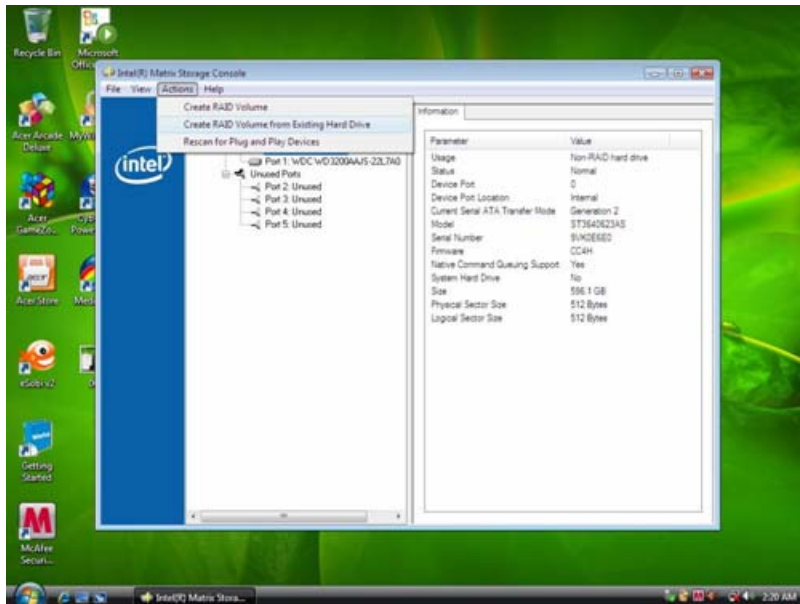 Recycle Bin
Microsoft
Office
Acer Arcade
Deluxe
Acer
GameZo...
Acer Store
eSobi v2
Getting
Started
McAfee
Securi...
Intel(R) Matrix Storage Console
File View Actions Help
Create RAID Volume
Create RAID Volume from Existing Hard Drive
Rescan for Plug and Play Devices
intel
Port 1: WDC WD3200AAJS-22L7A0
Unused Ports
Port 2: Unused
Port 3: Unused
Port 4: Unused
Port 5: Unused
Information
Parameter Value
Usage Non-RAID hard drive
Status Normal
Device Port 0
Device Port Location Internal
Current Serial ATA Transfer Mode Generation 2
Model ST3640623AS
Serial Number 9VK0E6E0
Firmware CC4H
Native Command Queuing Support Yes
System Hard Drive No
Size 596.1 GB
Physical Sector Size 512 Bytes
Logical Sector Size 512 Bytes
Intel(R) Matrix Stora...
2:20 AM